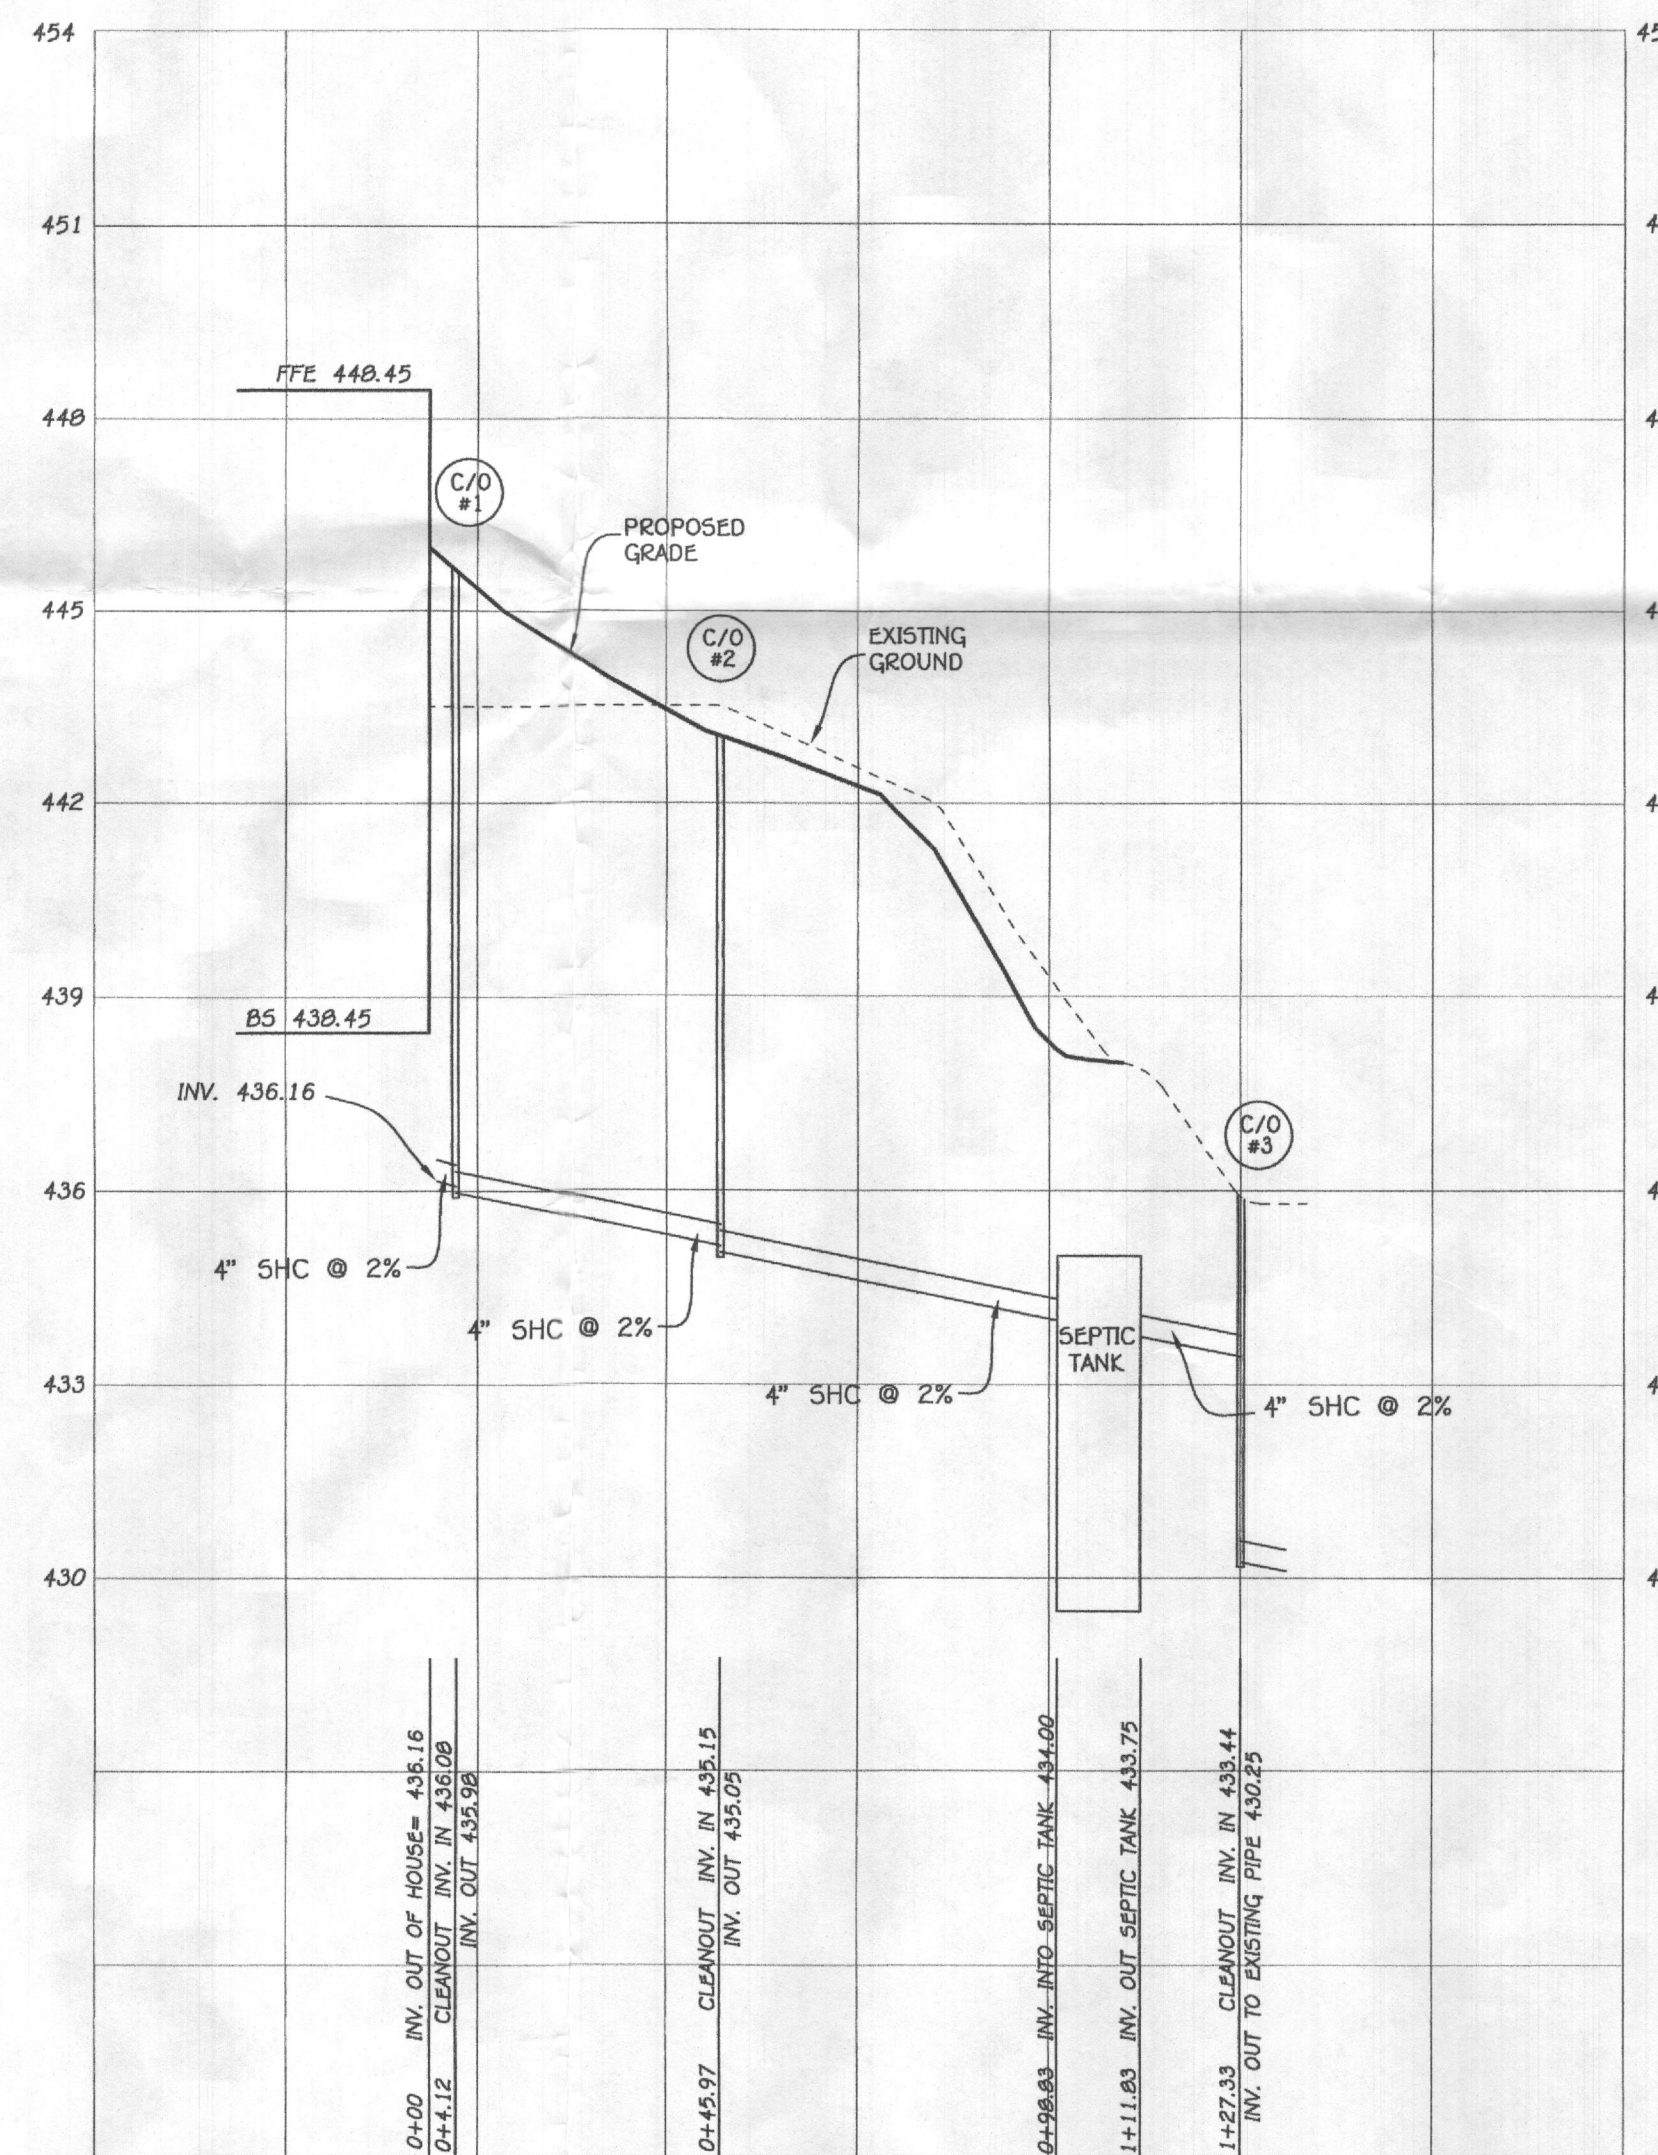 454
451
448
445
442
439
436
433
430
FFE 448.45
C/O
#1
PROPOSED
GRADE
C/O
#2
EXISTING
GROUND
BS 438.45
INV. 436.16
C/O
#3
4" SHC @ 2%
4" SHC @ 2%
SEPTIC
TANK
4" SHC @ 2%
4" SHC @ 2%
0+00 INV. OUT OF HOUSE= 436.16
0+4.12 CLEANOUT INV. IN 436.08
INV. OUT 435.98
0+45.97 CLEANOUT INV. IN 435.15
INV. OUT 435.05
0+98.83 INV. INTO SEPTIC TANK 434.00
1+11.83 INV. OUT SEPTIC TANK 433.75
1+27.33 CLEANOUT INV. IN 433.44
INV. OUT TO EXISTING PIPE 430.25